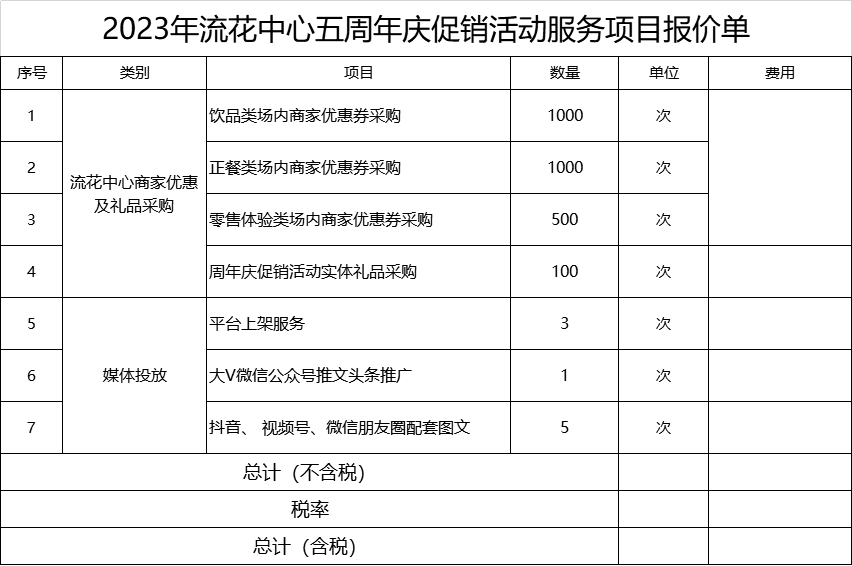 2023年流花中心五周年庆促销活动服务项目报价单
序号 类别 项目 数量 单位 费用
1 饮品类场内商家优惠券采购 1000 次
2 正餐类场内商家优惠券采购 1000 次
流花中心商家优惠
及礼品采购
3 零售体验类场内商家优惠券采购 500 次
4 周年庆促销活动实体礼品采购 100 次
5 平台上架服务 3 次
6 媒体投放 大V微信公众号推文头条推广 1 次
7 抖音、 视频号、微信朋友圈配套图文 5 次
总计（不含税）
税率
总计（含税）